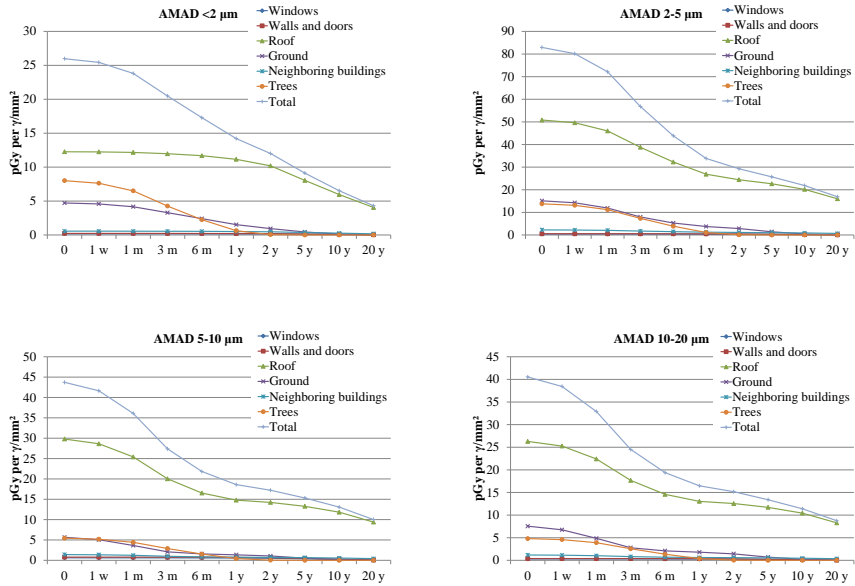 AMAD <2 µm
Windows
Walls and doors
Roof
Ground
Neighboring buildings
Trees
Total
pGy per γ/mm²
30
25
20
15
10
5
0
0 1 w 1 m 3 m 6 m 1 y 2 y 5 y 10 y 20 y
AMAD 2-5 µm
Windows
Walls and doors
Roof
Ground
Neighboring buildings
Trees
Total
pGy per γ/mm²
90
80
70
60
50
40
30
20
10
0
0 1 w 1 m 3 m 6 m 1 y 2 y 5 y 10 y 20 y
AMAD 5-10 µm
Windows
Walls and doors
Roof
Ground
Neighboring buildings
Trees
Total
pGy per γ/mm²
50
45
40
35
30
25
20
15
10
5
0
0 1 w 1 m 3 m 6 m 1 y 2 y 5 y 10 y 20 y
AMAD 10-20 µm
Windows
Walls and doors
Roof
Ground
Neighboring buildings
Trees
Total
pGy per γ/mm²
45
40
35
30
25
20
15
10
5
0
0 1 w 1 m 3 m 6 m 1 y 2 y 5 y 10 y 20 y